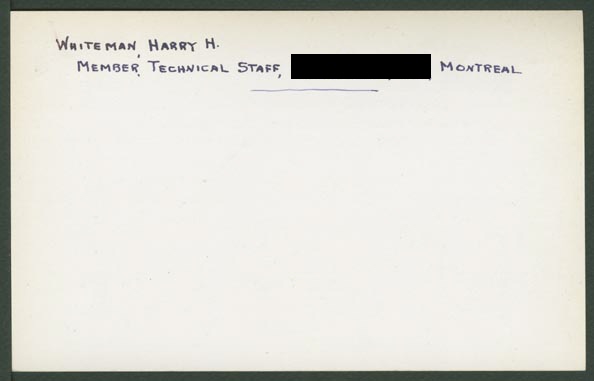 WHITEMAN, HARRY H.
MEMBER, TECHNICAL STAFF, MONTREAL